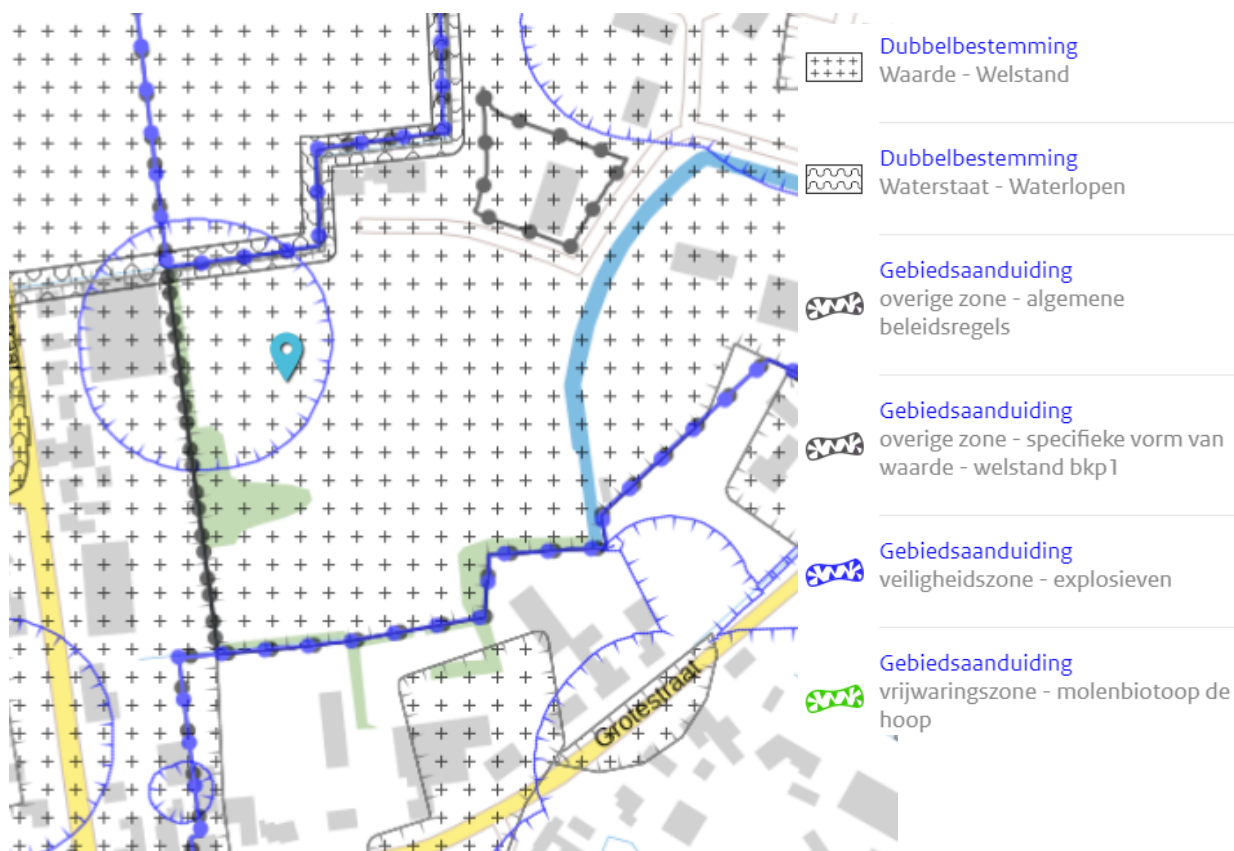 Dubbelbestemming
Waarde - Welstand
Dubbelbestemming
Waterstaat - Waterlopen
Gebiedsaanduiding
overige zone - algemene
beleidsregels
Gebiedsaanduiding
overige zone - specifieke vorm van
waarde - welstand bkp1
Gebiedsaanduiding
veiligheidszone - explosieven
Gebiedsaanduiding
vrijwaringszone - molenbiotoop de
hoop
Grotestraat